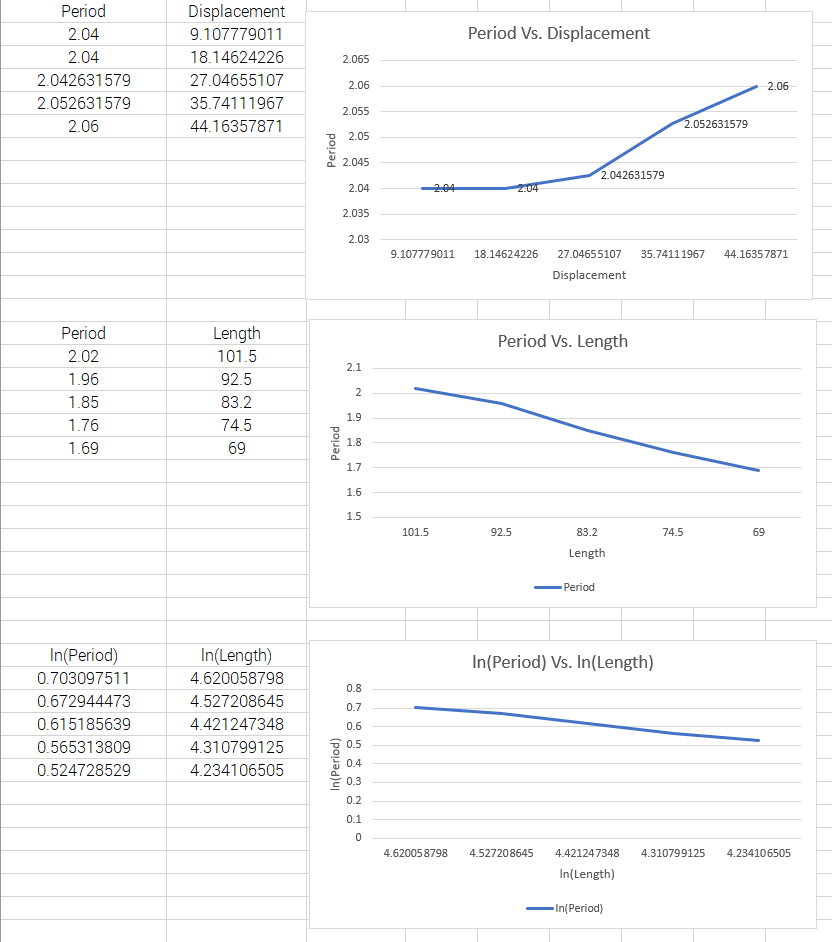 Period Displacement
2.04 9.107779011
2.04 18.14624226
2.042631579 27.04655107
2.052631579 35.74111967
2.06 44.16357871
Period Vs. Displacement
2.065
2.06
2.055
2.05
2.045
2.04
2.035
2.03
Period
2.04
2.04
2.042631579
2.052631579
2.06
9.107779011 18.14624226 27.04655107 35.74111967 44.16357871
Displacement
Period Length
2.02 101.5
1.96 92.5
1.85 83.2
1.76 74.5
1.69 69
Period Vs. Length
2.1
2
1.9
1.8
1.7
1.6
1.5
Period
101.5 92.5 83.2 74.5 69
Length
Period
ln(Period) ln(Length)
0.703097511 4.620058798
0.672944473 4.527208645
0.615185639 4.421247348
0.565313809 4.310799125
0.524728529 4.234106505
ln(Period) Vs. ln(Length)
0.8
0.7
0.6
0.5
0.4
0.3
0.2
0.1
0
ln(Period)
4.620058798 4.527208645 4.421247348 4.310799125 4.234106505
ln(Length)
ln(Period)